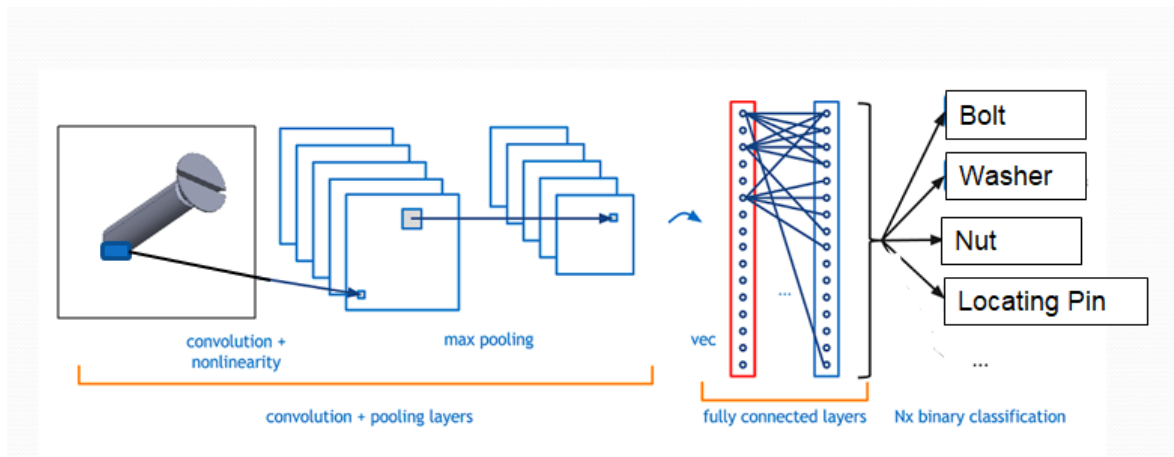 Bolt
Washer
Nut
Locating Pin
...
...
convolution +
nonlinearity
max pooling
vec
convolution + pooling layers
fully connected layers
Nx binary classification